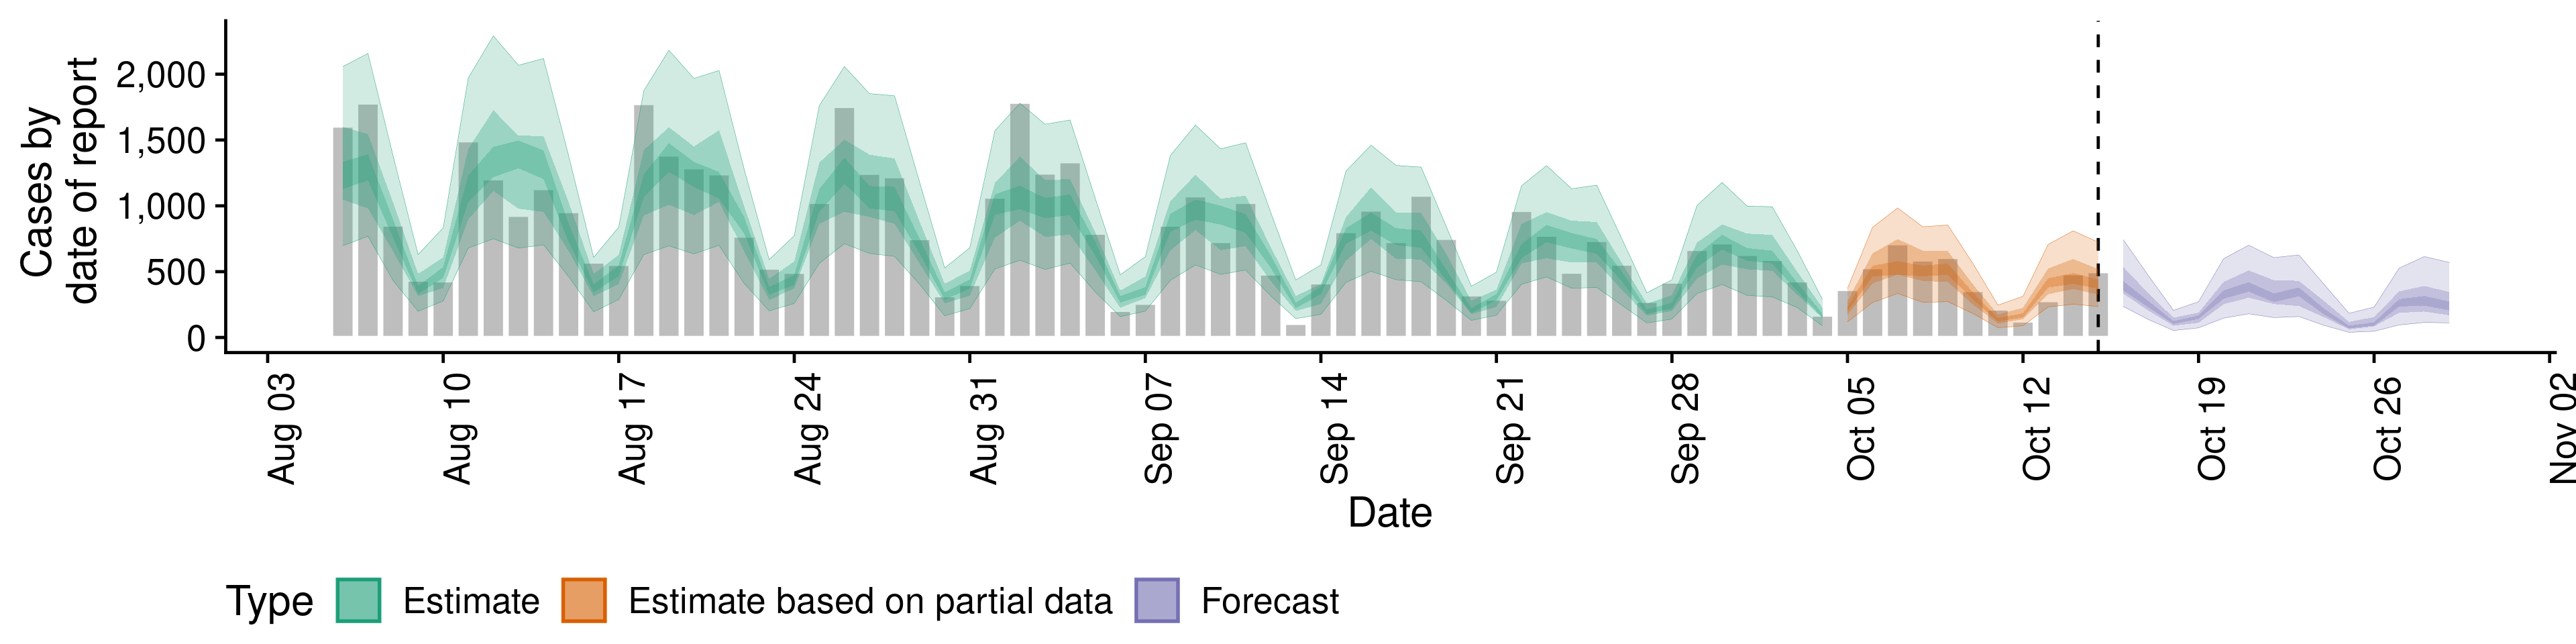 Cases by
date of report
2,000
1,500
1,000
500
0
Aug 03
Aug 10
Aug 17
Aug 24
Aug 31
Sep 07
Sep 14
Sep 21
Sep 28
Oct 05
Oct 12
Oct 19
Oct 26
Nov 02
Date
Type Estimate Estimate based on partial data Forecast